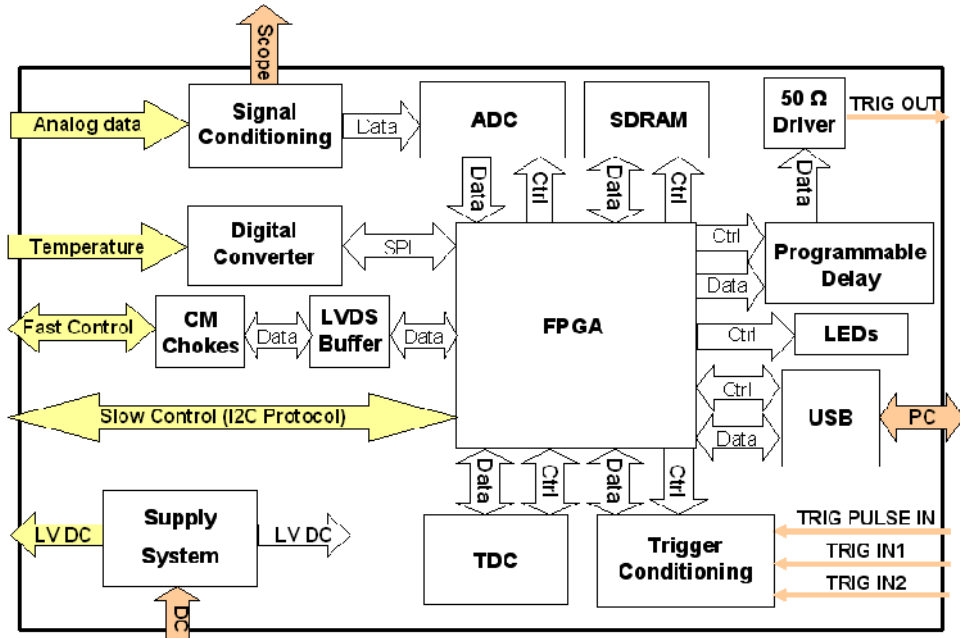 Scope
Analog data
Signal
Conditioning
Data
ADC
SDRAM
50 Ω
Driver
TRIG OUT
Data
Ctrl
Data
Ctrl
Data
Temperature
Digital
Converter
SPI
FPGA
Ctrl
Data
Programmable
Delay
Fast Control
CM
Chokes
Data
LVDS
Buffer
Data
Ctrl
LEDs
Slow Control (I2C Protocol)
Ctrl
Data
USB
PC
Data
Ctrl
Data
Ctrl
LV DC
Supply
System
LV DC
DC
TDC
Trigger
Conditioning
TRIG PULSE IN
TRIG IN1
TRIG IN2